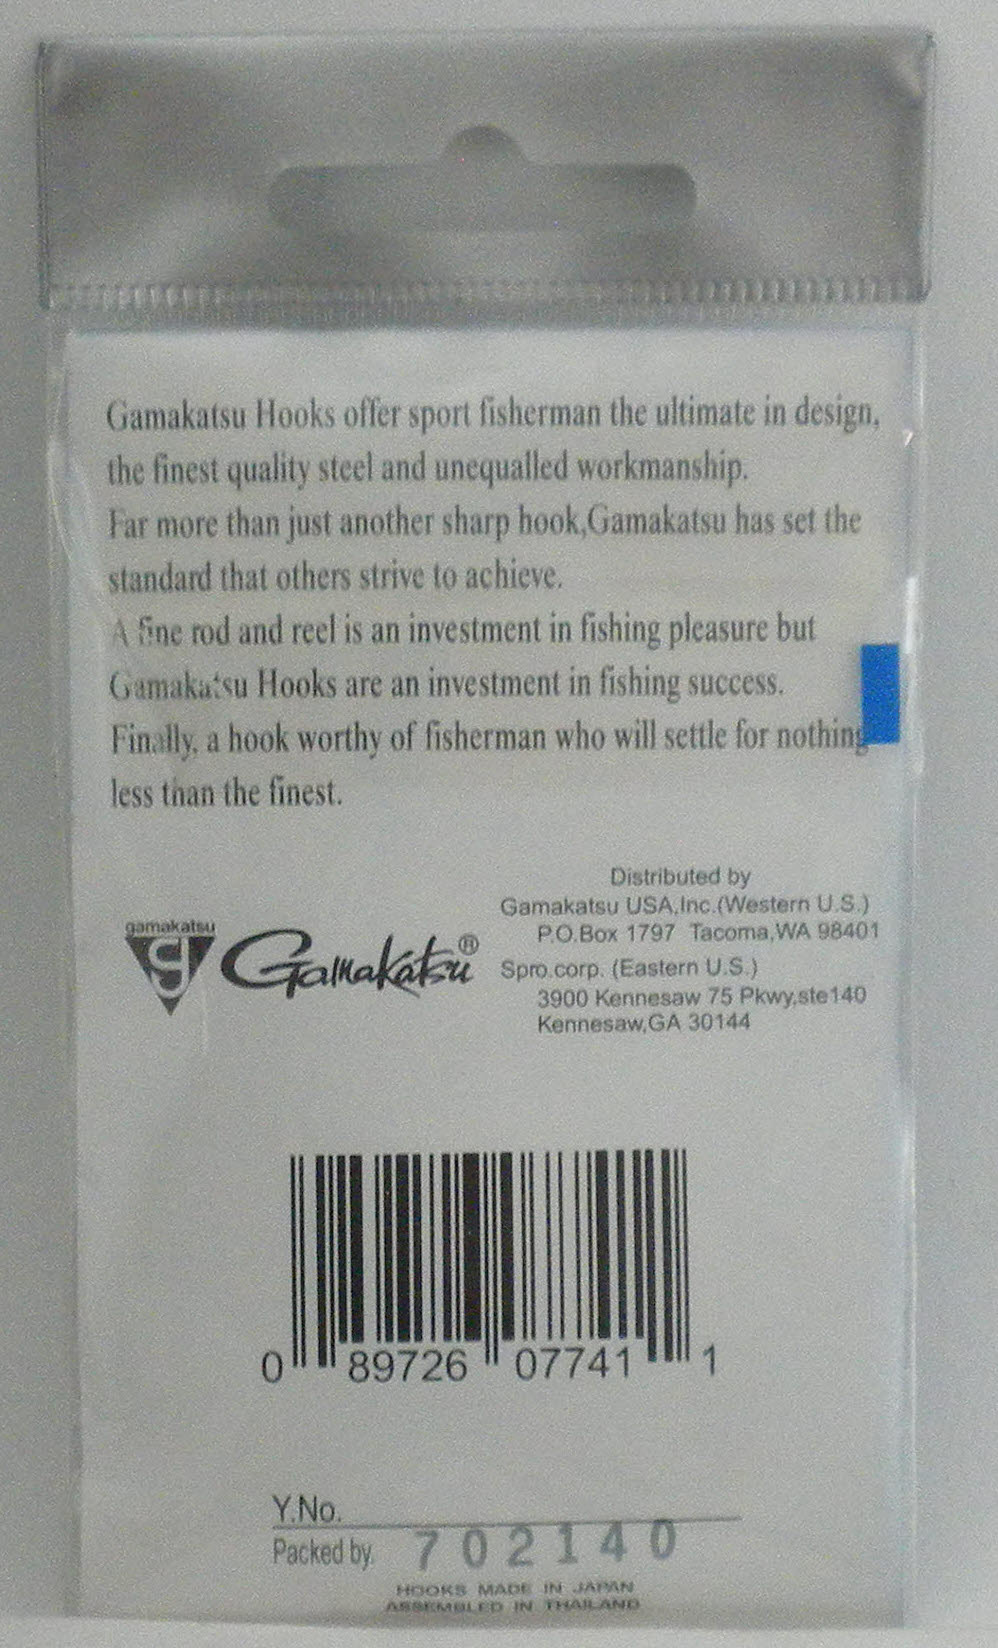 Gamakatsu Hooks offer sport fisherman the ultimate in design,
the finest quality steel and unequalled workmanship.
Far more than just another sharp hook,Gamakatsu has set the
standard that others strive to achieve.
A fine rod and reel is an investment in fishing pleasure but
Gamakatsu Hooks are an investment in fishing success.
Finally, a hook worthy of fisherman who will settle for nothing
less than the finest.
gamakatsu
G
Gamakatsu®
Distributed by
Gamakatsu USA,Inc.(Western U.S.)
P.O.Box 1797 Tacoma,WA 98401
Spro.corp. (Eastern U.S.)
3900 Kennesaw 75 Pkwy,ste140
Kennesaw,GA 30144
0 89726 07741 1
Y.No.
Packed by. 702140
HOOKS MADE IN JAPAN
ASSEMBLED IN THAILAND